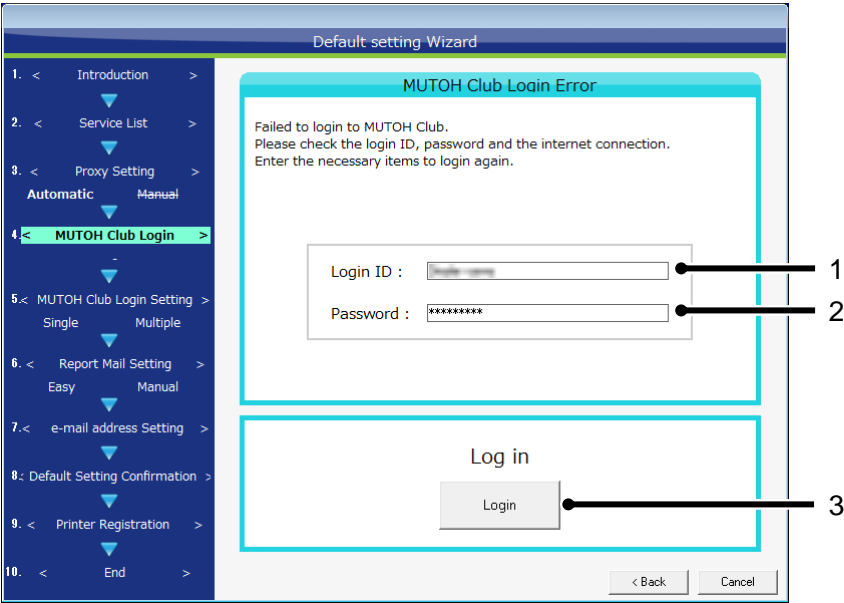 Default setting Wizard
1. < Introduction >
2. < Service List >
3. < Proxy Setting >
Automatic Manual
4. < MUTOH Club Login >
-
5. < MUTOH Club Login Setting >
Single Multiple
6. < Report Mail Setting >
Easy Manual
7. < e-mail address Setting >
8. < Default Setting Confirmation >
9. < Printer Registration >
10. < End >
MUTOH Club Login Error
Failed to login to MUTOH Club.
Please check the login ID, password and the internet connection.
Enter the necessary items to login again.
Login ID :
1
Password : *********
2
Log in
Login
3
< Back Cancel